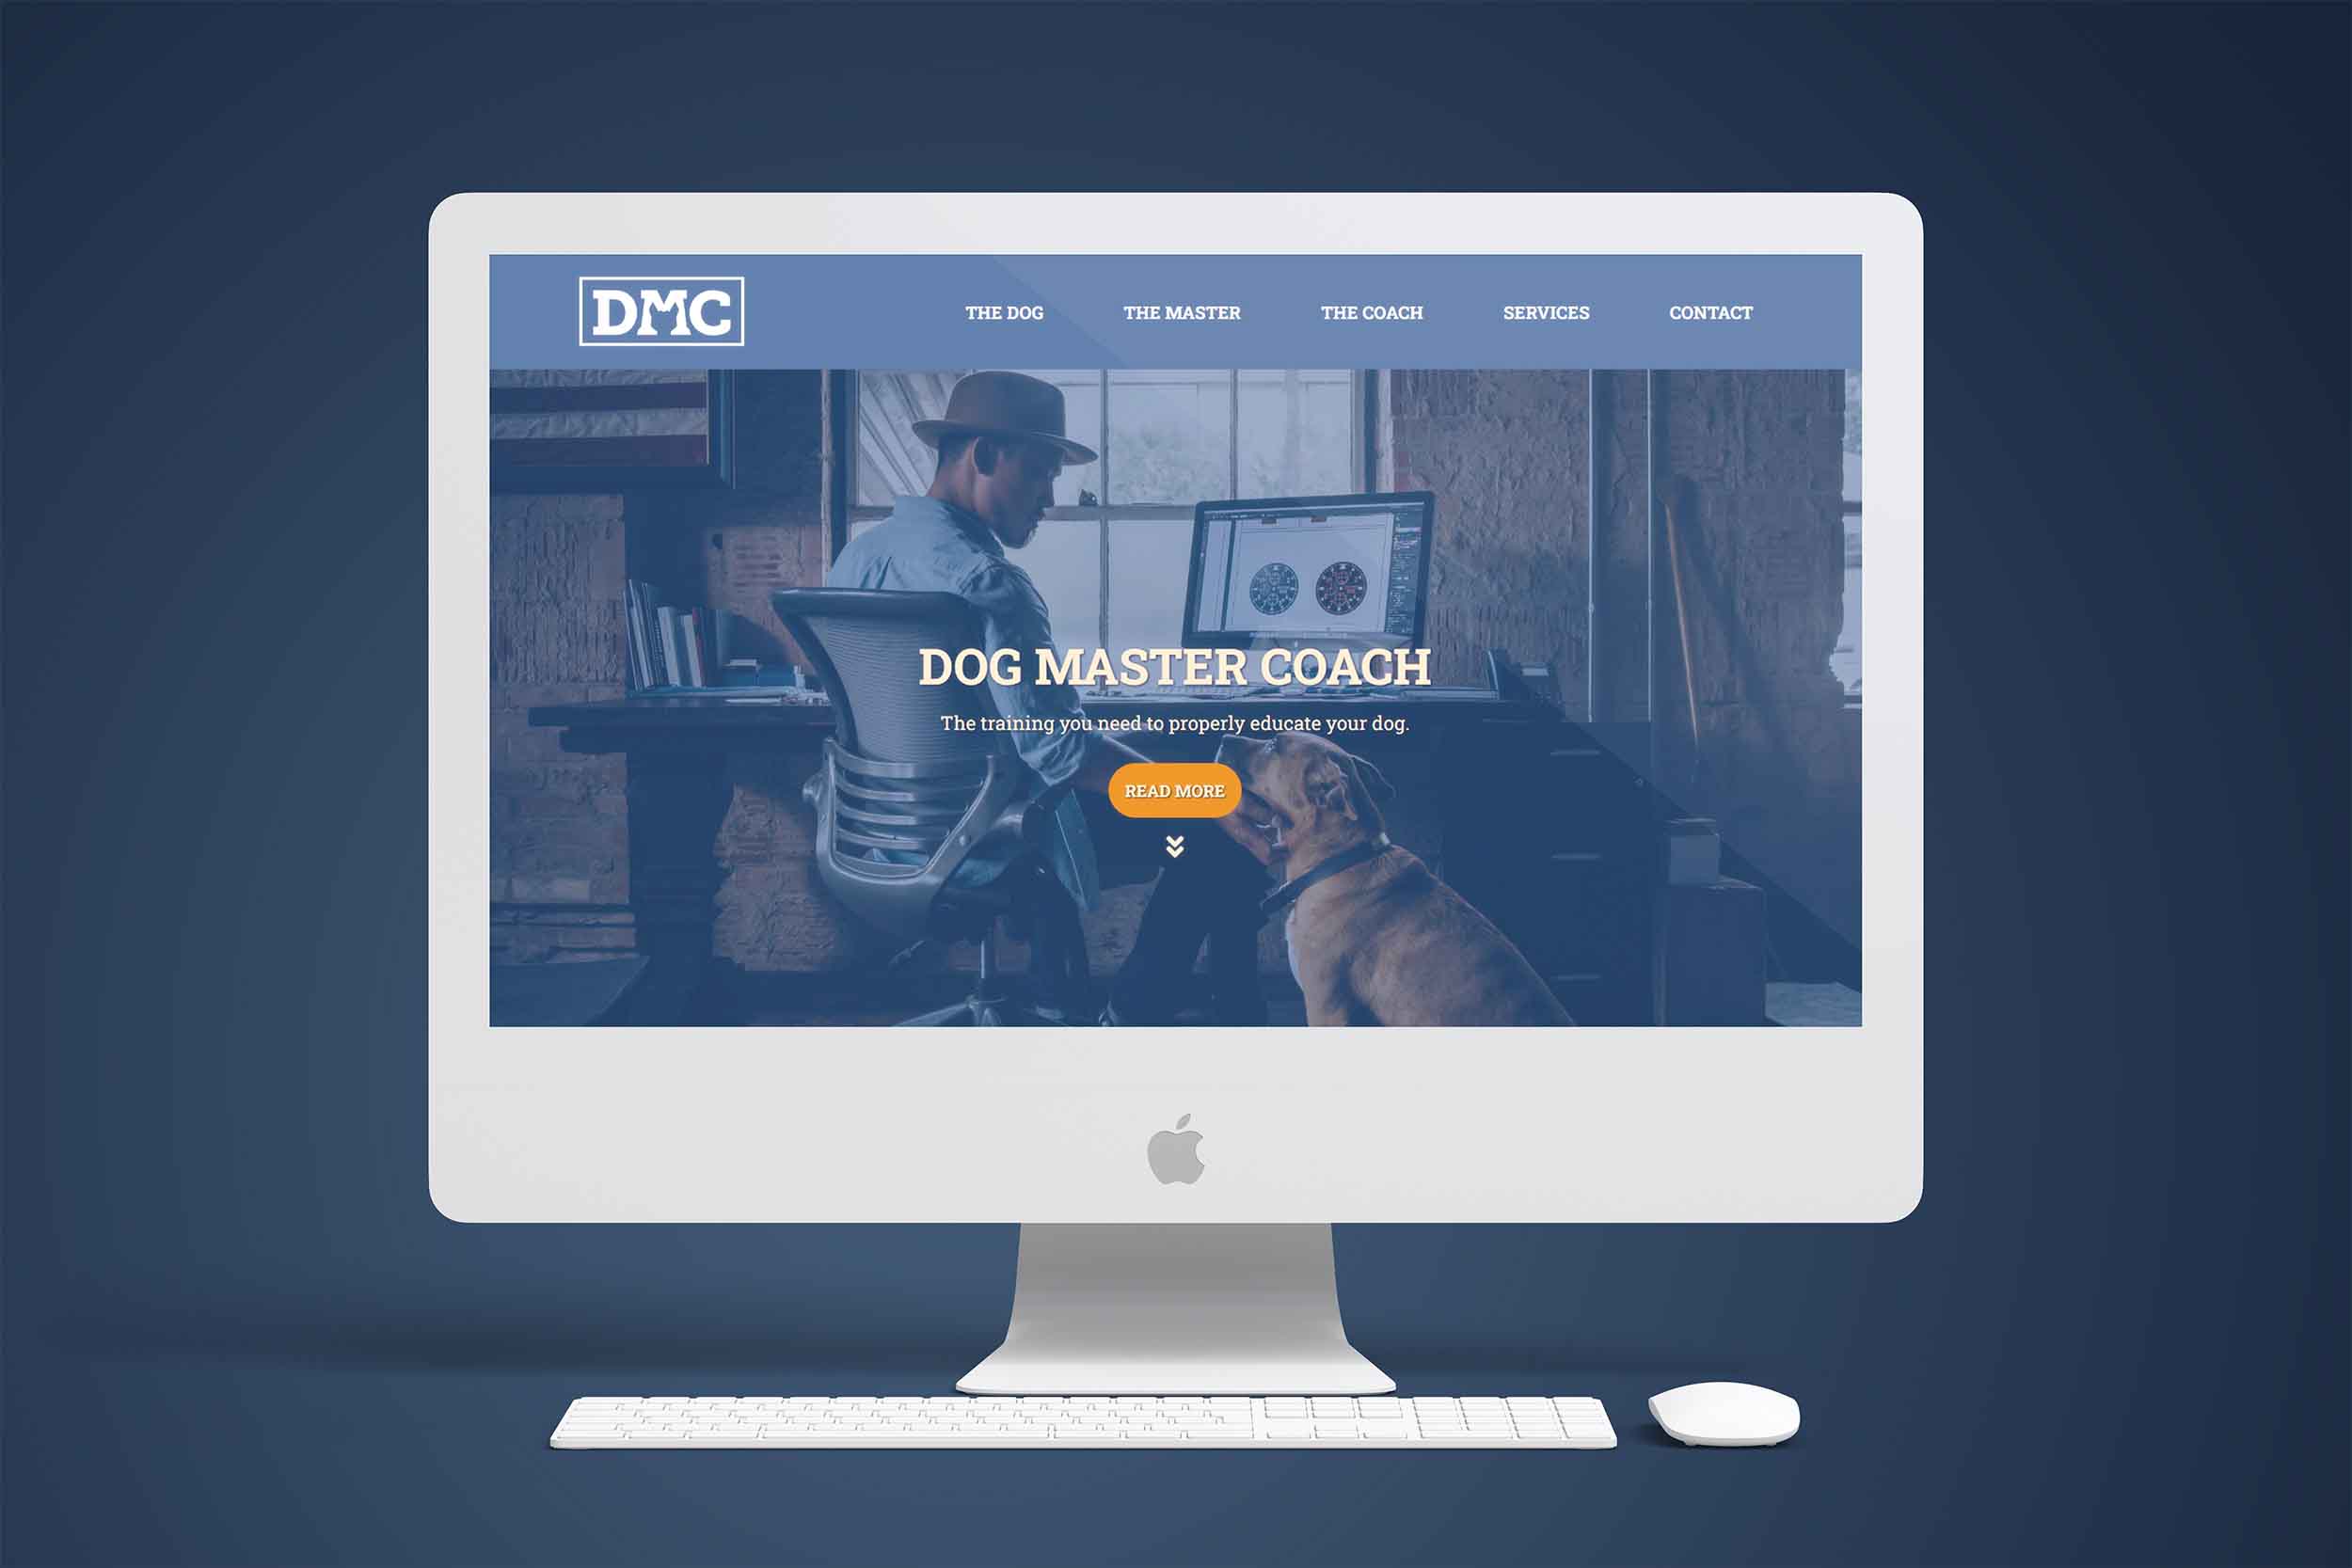 DMC
THE DOG
THE MASTER
THE COACH
SERVICES
CONTACT
DOG MASTER COACH
The training you need to properly educate your dog.
READ MORE